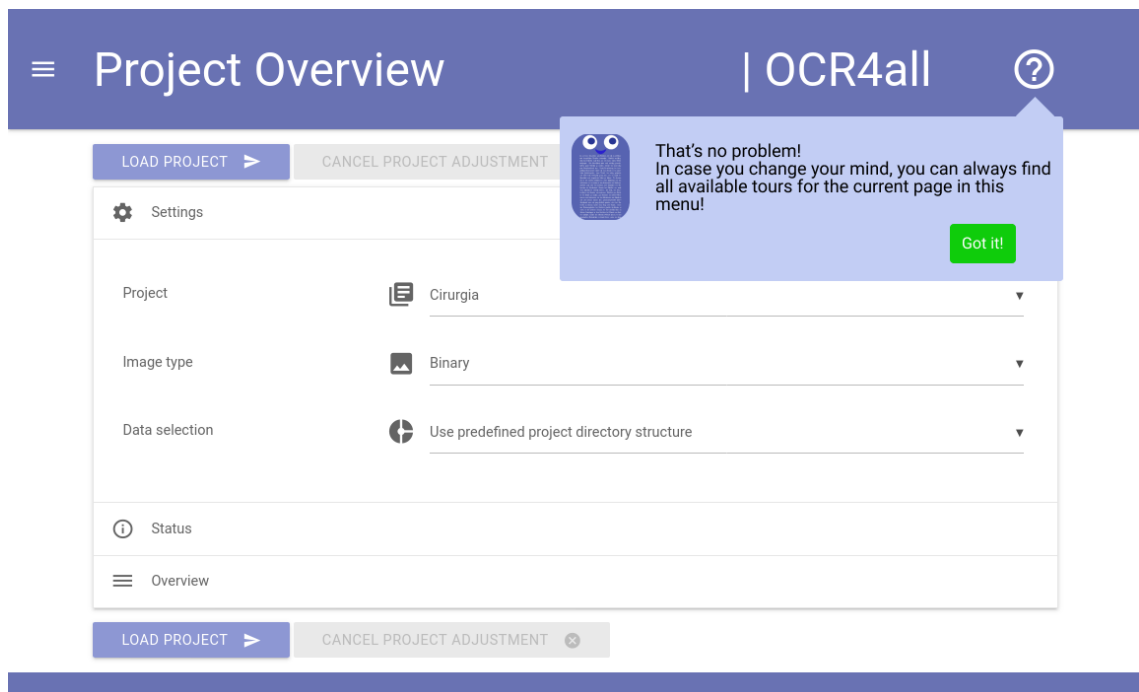 Project Overview
| OCR4all
LOAD PROJECT
CANCEL PROJECT ADJUSTMENT
That's no problem!
In case you change your mind, you can always find
all available tours for the current page in this
menu!
Got it!
Settings
Project
Cirurgia
Image type
Binary
Data selection
Use predefined project directory structure
Status
Overview
LOAD PROJECT
CANCEL PROJECT ADJUSTMENT